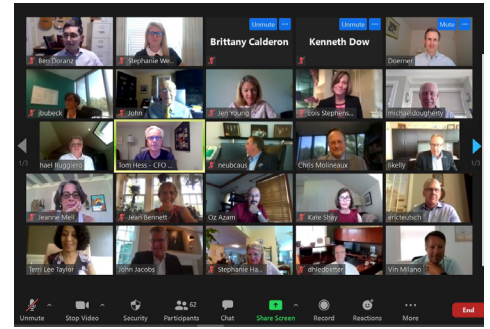 Unmute ...
Unmute ...
Mute ...
Brittany Calderon
Kenneth Dow
Ben Doranz
Stephanie We...
Doerner
jbubeck
John
Jen Young
Lois Stephens...
michaeldougherty
1/3
hael Ruggiero
Tom Hess - CFO ...
neubcaus
Chris Molineaux
jikelly
1/3
Jeanne Mell
Jean Bennett
Oz Azam
Kate Shay
ericteutsch
Terri Lee Taylor
John Jacobs
Stephanie Ha...
dhledbetter
Vin Milano
62
Unmute
Stop Video
Security
Participants
Chat
Share Screen
Record
Reactions
More
End